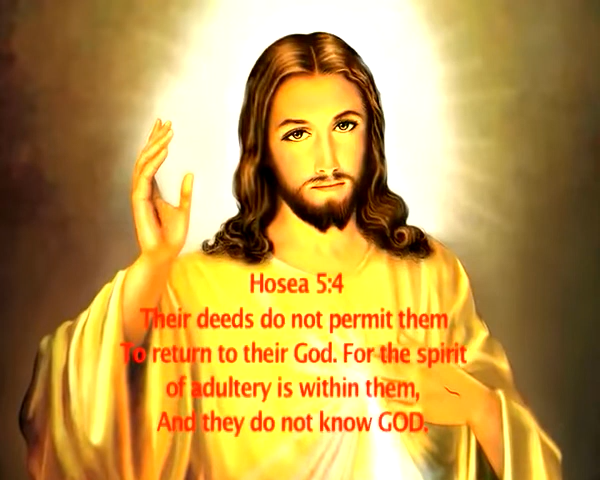 Hosea 5:4
Their deeds do not permit them
To return to their God. For the spirit
of adultery is within them,
And they do not know GOD.